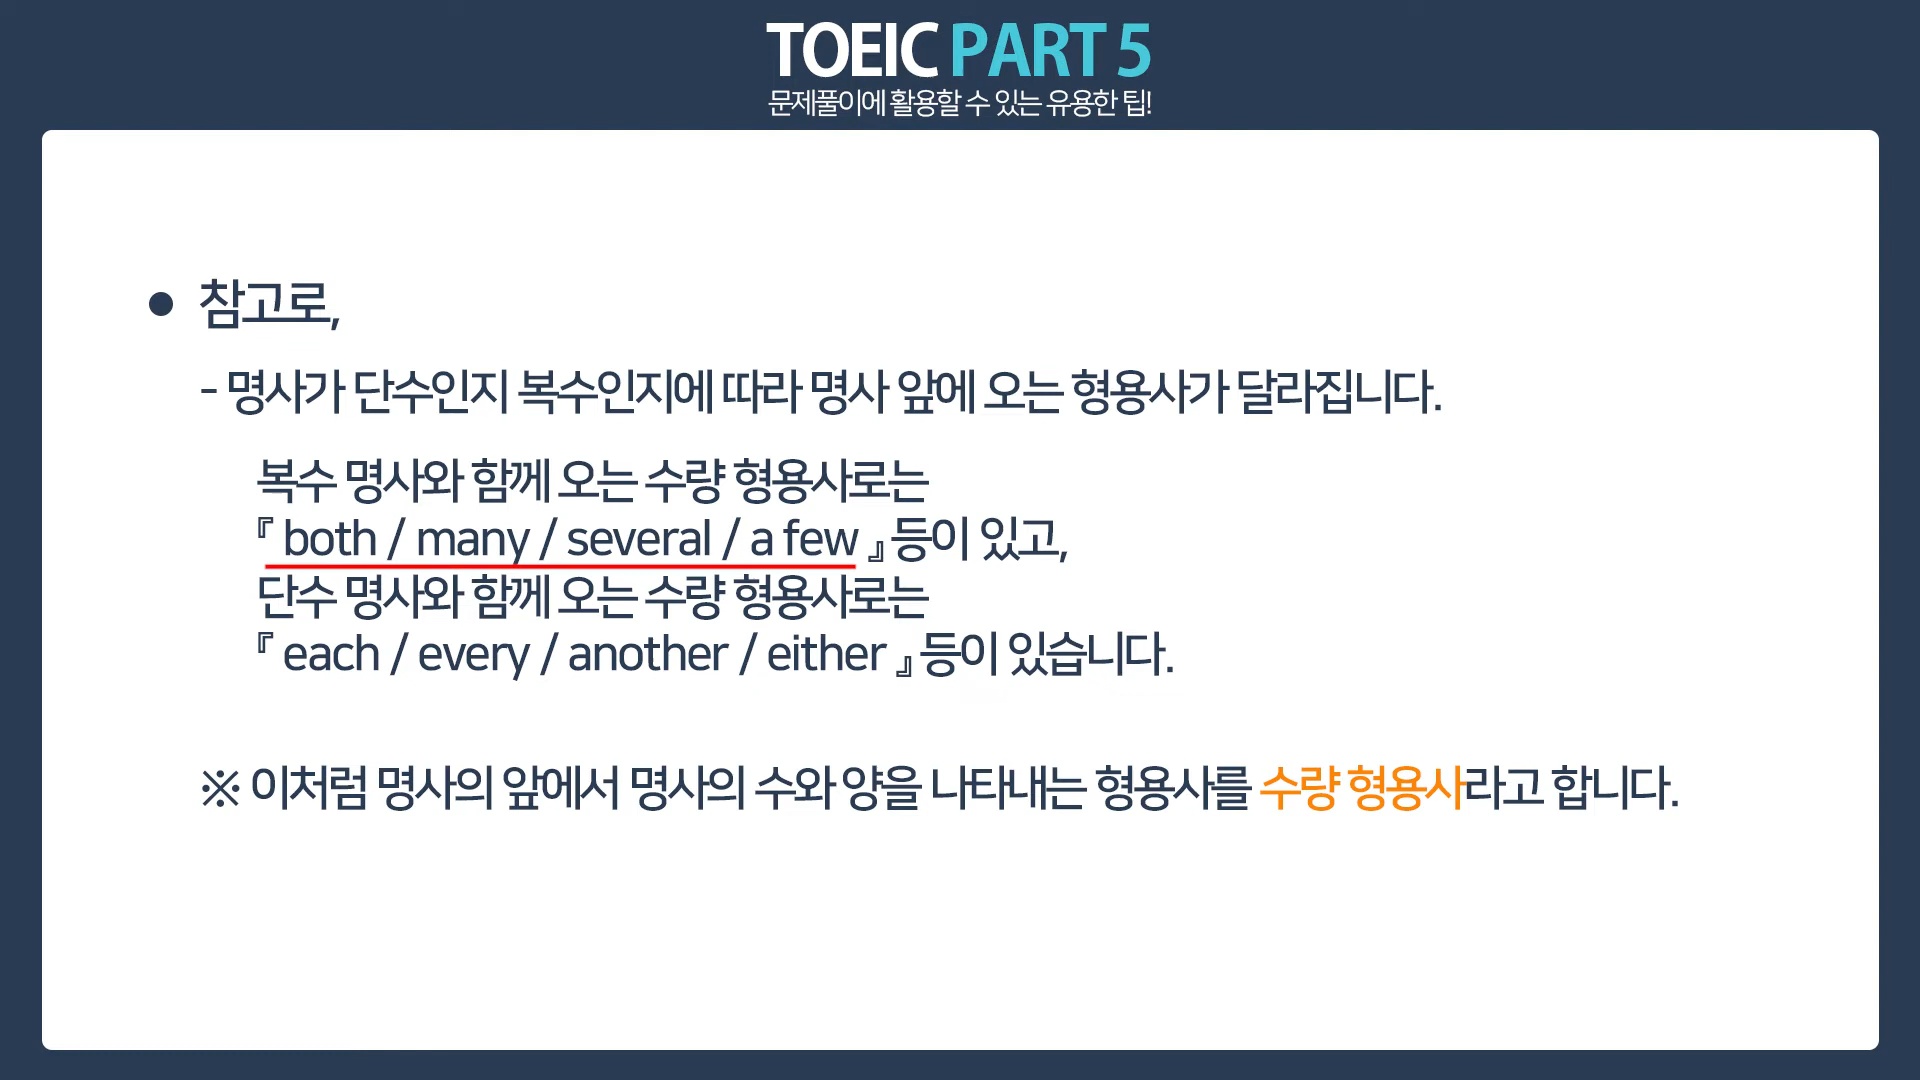 TOEIC PART 5
문제풀이에 활용할 수 있는 유용한 팁!
● 참고로,
- 명사가 단수인지 복수인지에 따라 명사 앞에 오는 형용사가 달라집니다.
복수 명사와 함께 오는 수량 형용사로는
『 both / many / several / a few 』 등이 있고,
단수 명사와 함께 오는 수량 형용사로는
『 each / every / another / either 』 등이 있습니다.
※ 이처럼 명사의 앞에서 명사의 수와 양을 나타내는 형용사를 수량 형용사라고 합니다.